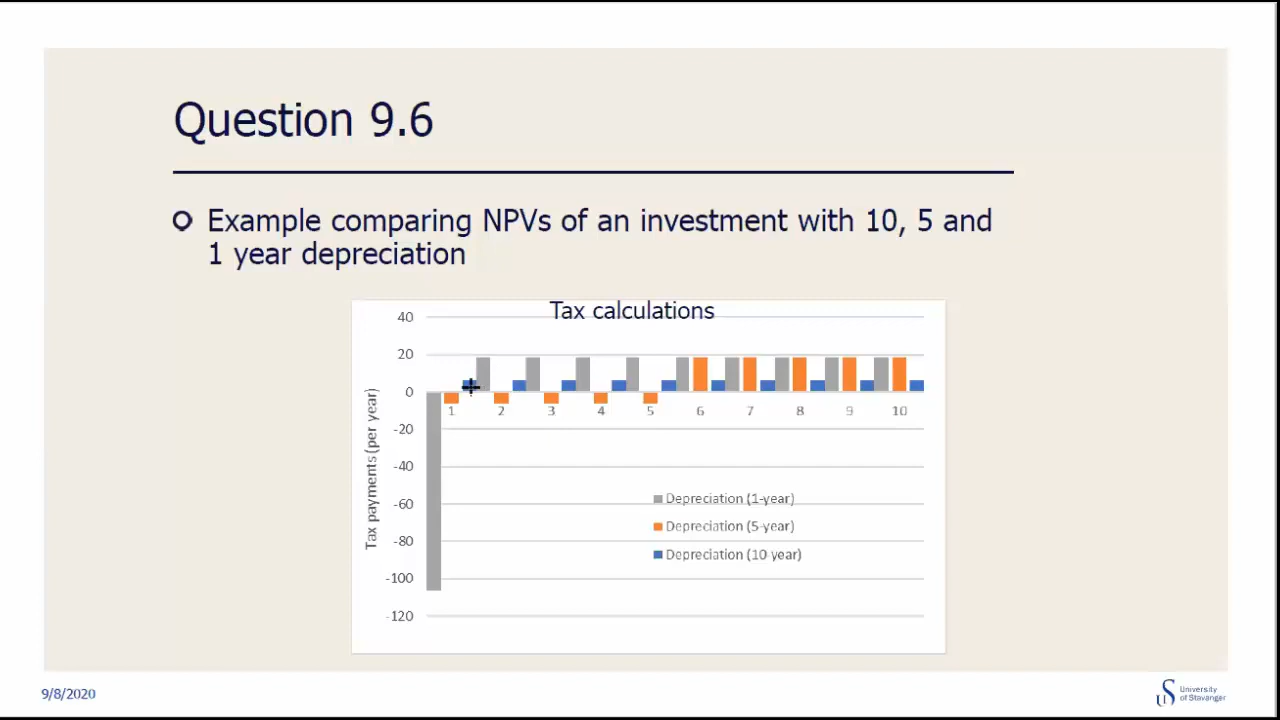 Question 9.6
Example comparing NPVs of an investment with 10, 5 and
1 year depreciation
Tax calculations
Tax payments (per year)
40
20
0
-20
-40
-60
-80
-100
-120
1 2 3 4 5 6 7 8 9 10
Depreciation (1-year)
Depreciation (5-year)
Depreciation (10 year)
9/8/2020
University
of Stavanger